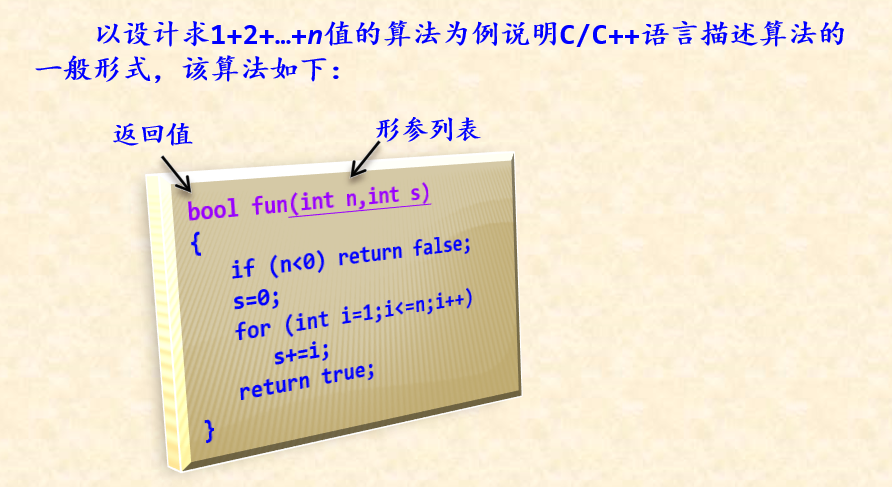 以设计求1+2+…+n值的算法为例说明C/C++语言描述算法的
一般形式，该算法如下：
返回值
形参列表
bool fun(int n,int s)
{
if (n<0) return false;
s=0;
for (int i=1;i<=n;i++)
s+=i;
return true;
}